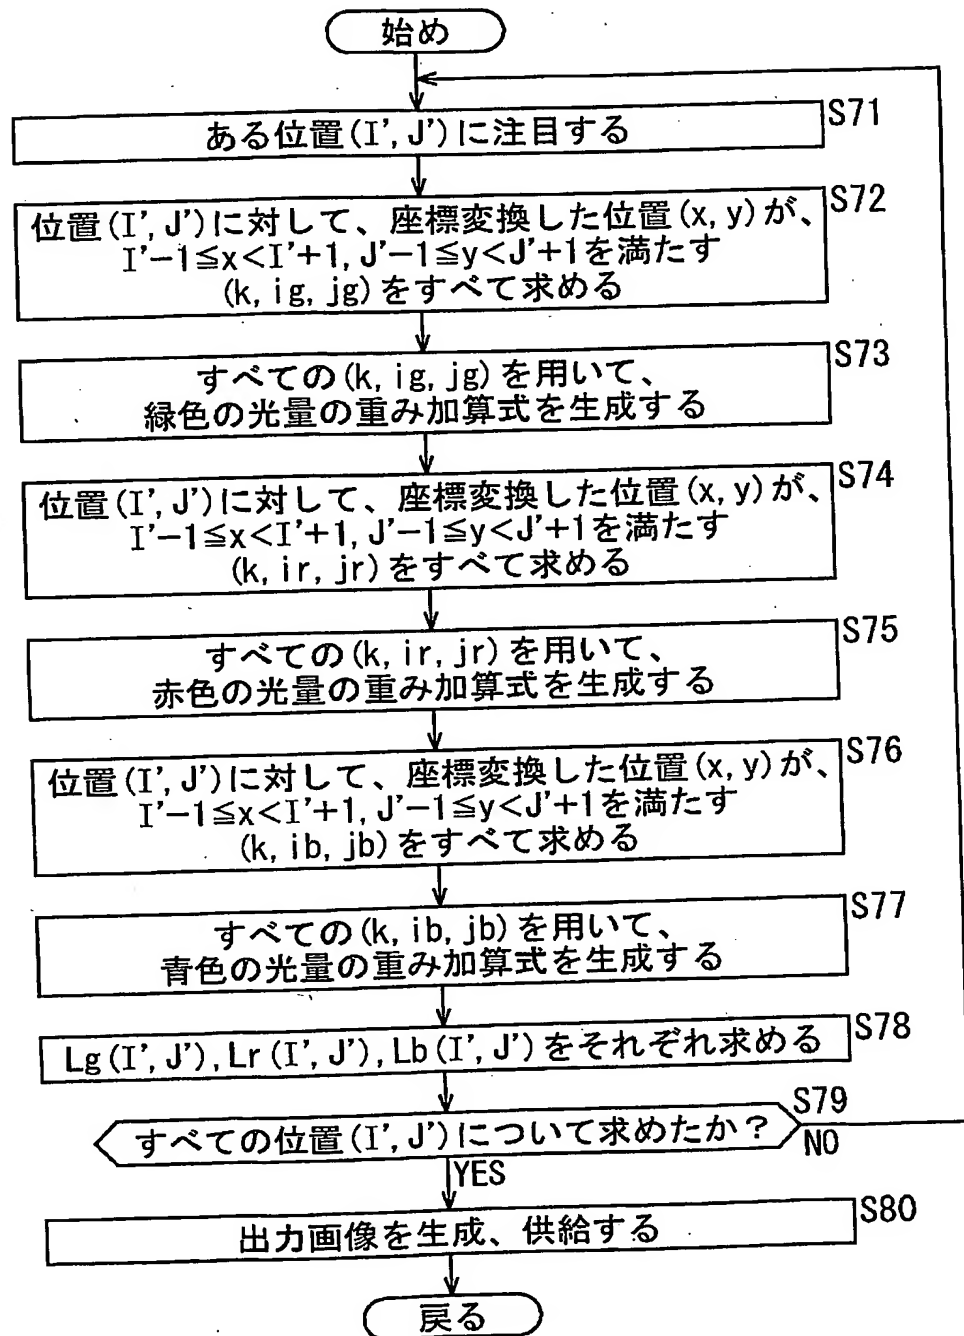 始め
ある位置(I', J')に注目する
S71
位置(I', J')に対して、座標変換した位置(x, y)が、
I'-1≦x<I'+1, J'-1≦y<J'+1を満たす
(k, ig, jg)をすべて求める
S72
すべての(k, ig, jg)を用いて、
緑色の光量の重み加算式を生成する
S73
位置(I', J')に対して、座標変換した位置(x, y)が、
I'-1≦x<I'+1, J'-1≦y<J'+1を満たす
(k, ir, jr)をすべて求める
S74
すべての(k, ir, jr)を用いて、
赤色の光量の重み加算式を生成する
S75
位置(I', J')に対して、座標変換した位置(x, y)が、
I'-1≦x<I'+1, J'-1≦y<J'+1を満たす
(k, ib, jb)をすべて求める
S76
すべての(k, ib, jb)を用いて、
青色の光量の重み加算式を生成する
S77
Lg(I', J'), Lr(I', J'), Lb(I', J')をそれぞれ求める
S78
すべての位置(I', J')について求めたか？
S79
NO
YES
出力画像を生成、供給する
S80
戻る